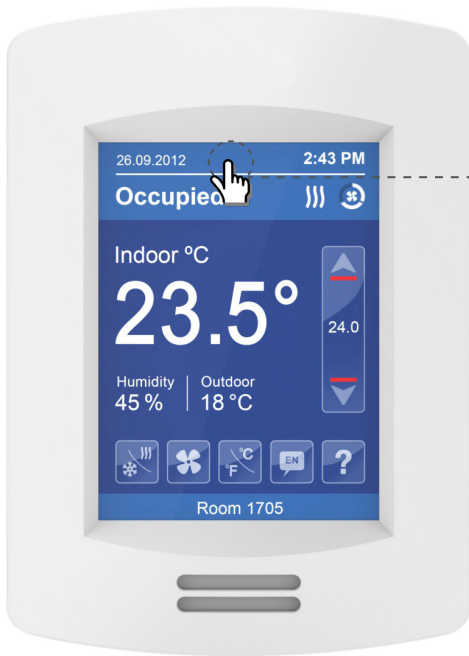 26.09.2012 2:43 PM
Occupied
Indoor ºC
23.5°
24.0
Humidity Outdoor
45 % 18 °C
°C
°F EN ?
Room 1705